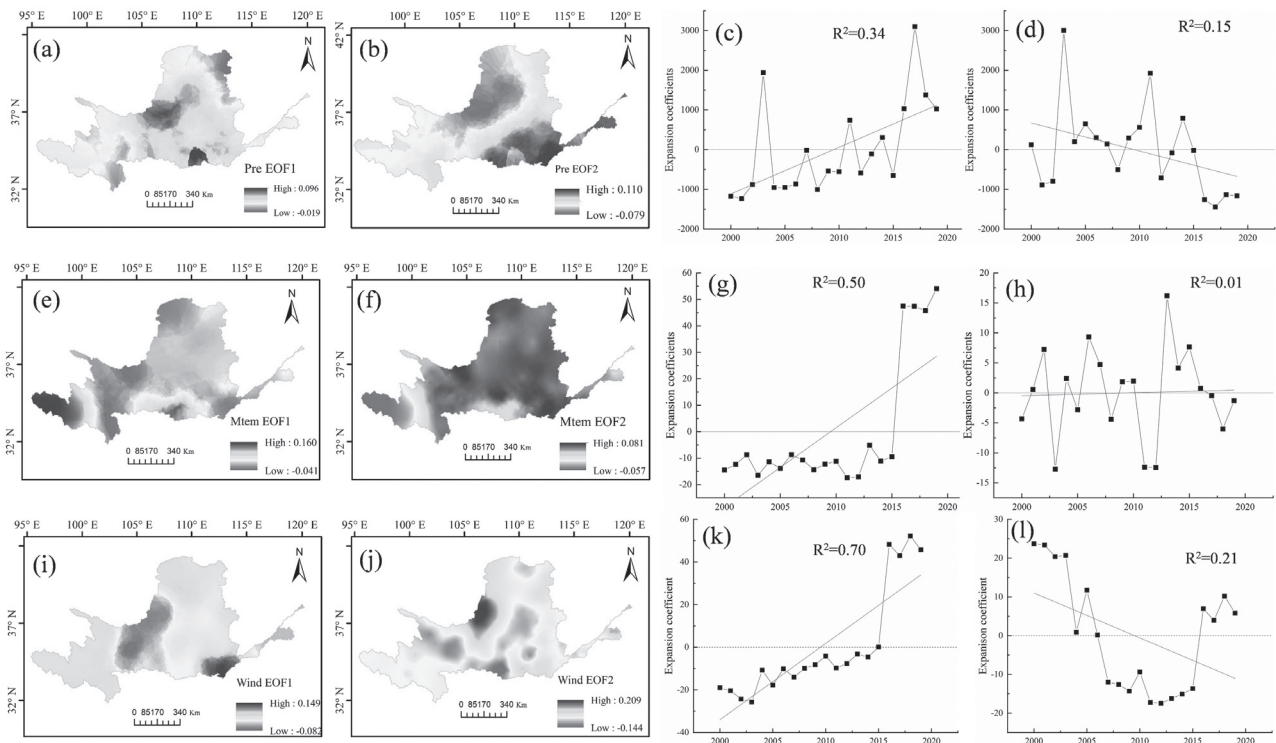 95° E 100° E 105° E 110° E 115° E 120° E
(a)
N
37° N
32° N
Pre EOF1
High : 0.096
Low : -0.019
0 85170 340 Km
100° E 105° E 110° E 115° E 120° E
(b)
N
42° N
37° N
32° N
Pre EOF2
High : 0.110
Low : -0.079
0 85170 340 Km
(c)
R²=0.34
Expansion coefficients
3000
2000
1000
0
-1000
-2000
2000 2005 2010 2015 2020
(d)
R²=0.15
Expansion coefficients
3000
2000
1000
0
-1000
-2000
2000 2005 2010 2015 2020
95° E 100° E 105° E 110° E 115° E 120° E
(e)
N
37° N
32° N
Mtem EOF1
High : 0.160
Low : -0.041
0 85170 340 Km
100° E 105° E 110° E 115° E 120° E
(f)
N
37° N
32° N
Mtem EOF2
High : 0.081
Low : -0.057
0 85170 340 Km
(g)
R²=0.50
Expansion coefficients
60
50
40
30
20
10
0
-10
-20
2000 2005 2010 2015 2020
(h)
R²=0.01
Expansion coefficients
20
15
10
5
0
-5
-10
-15
2000 2005 2010 2015 2020
95° E 100° E 105° E 110° E 115° E 120° E
(i)
N
37° N
32° N
Wind EOF1
High : 0.149
Low : -0.082
0 85170 340 Km
100° E 105° E 110° E 115° E 120° E
(j)
N
37° N
32° N
Wind EOF2
High : 0.209
Low : -0.144
0 85170 340 Km
(k)
R²=0.70
Expansion coefficient
60
40
20
0
-20
-40
2000 2005 2010 2015 2020
(l)
R²=0.21
Expanison coefficient
30
20
10
0
-10
-20
2000 2005 2010 2015 2020